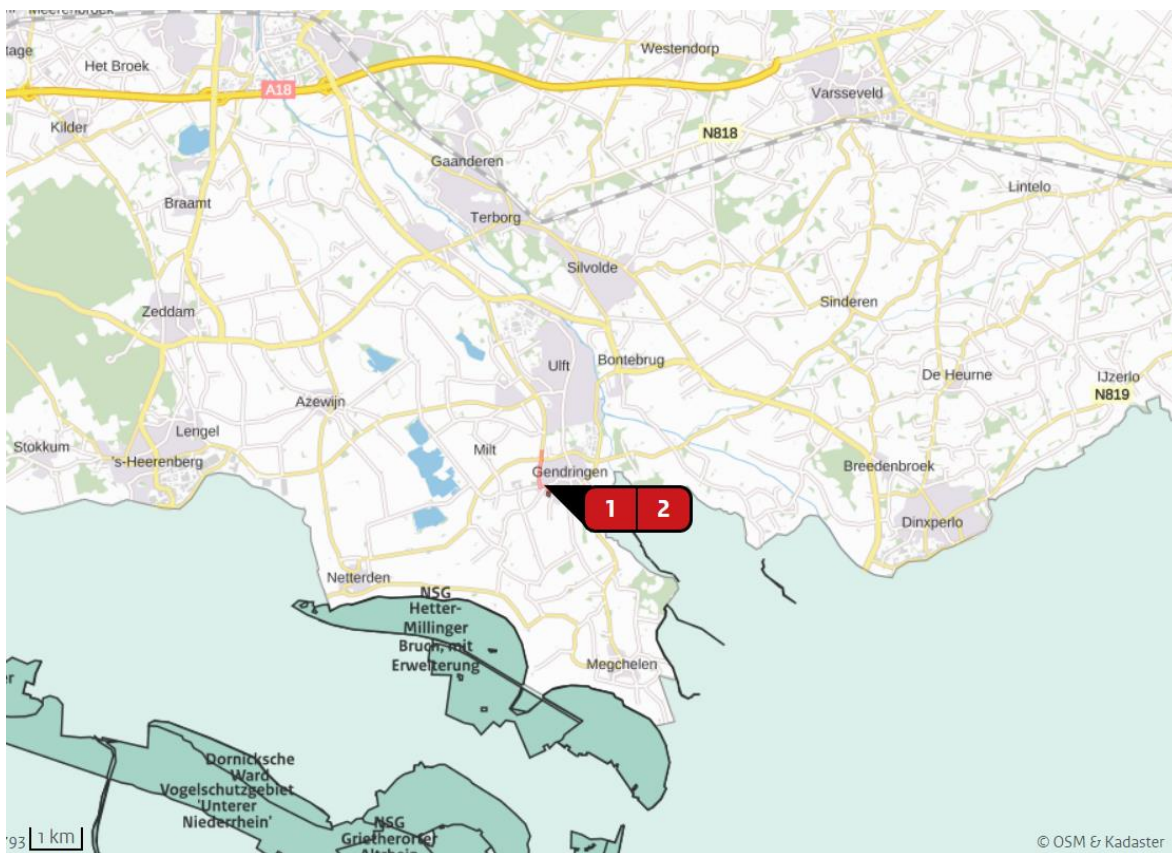 Westendorp
tage
Het Broek
A18
Varsseveld
Kilder
N818
Gaanderen
Lintelo
Braamt
Terborg
Silvolde
Zeddam
Sinderen
Ulft
Bontebrug
De Heurne
IJzerlo
N819
Azewijn
Lengel
Stokkum
's-Heerenberg
Milt
Gendringen
Breedenbroek
1 2
Dinxperlo
Netterden
NSG
Hetter-
Millinger
Bruch, mit
Erweiterung
Megchelen
Dornicksche
Ward
Vogelschutzgebiet
'Unterer
Niederrhein'
NSG
Grietherorter
Altrhein
1 km
© OSM & Kadaster